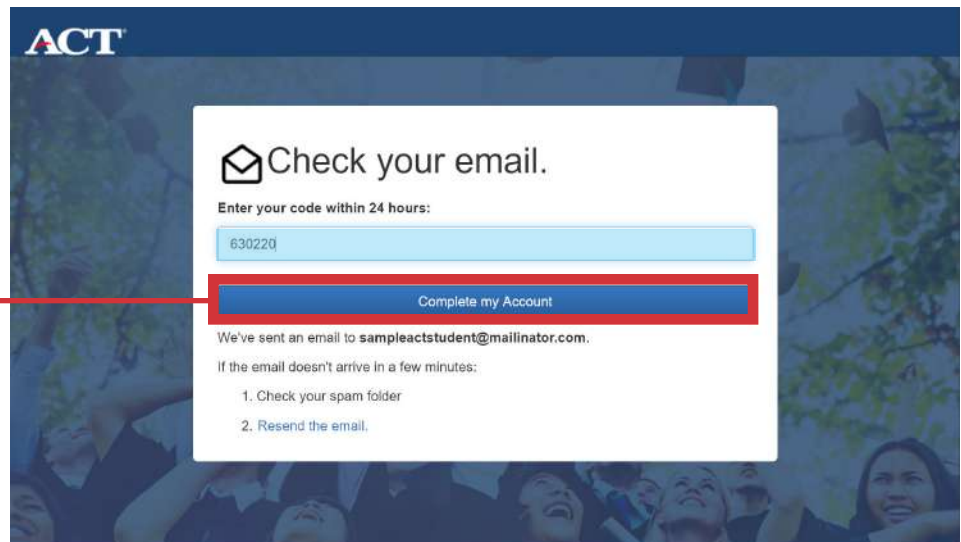 ACT
Check your email.
Enter your code within 24 hours:
630220
Complete my Account
We've sent an email to sampleactstudent@mailinator.com.
If the email doesn't arrive in a few minutes:
1. Check your spam folder
2. Resend the email.